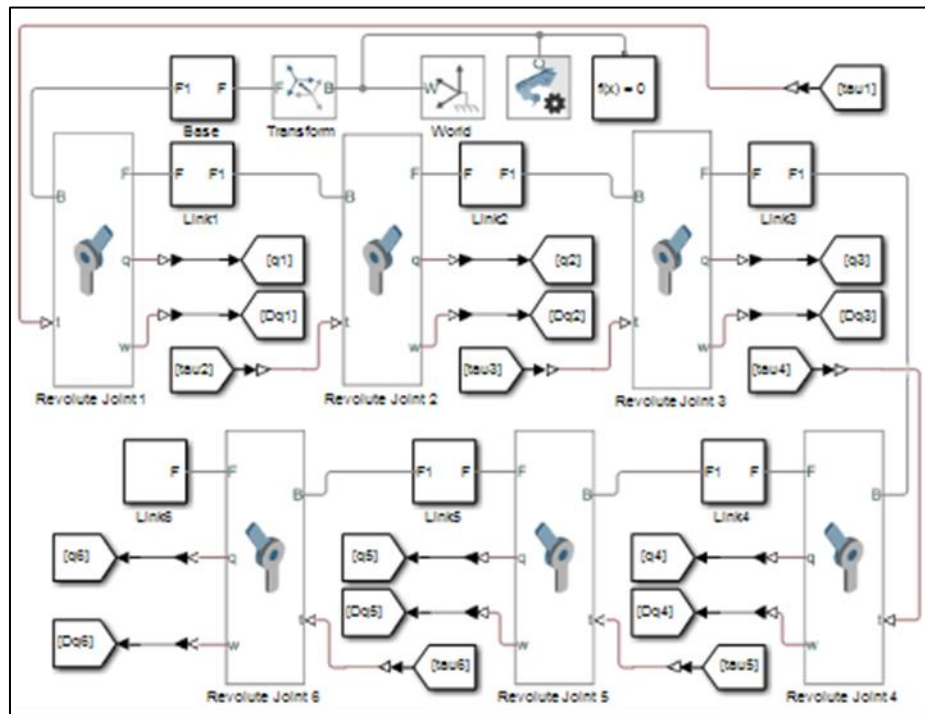 F1
Base
F
B
Transform
W
World
C
f(x) = 0
[tau1]
B
F
q
t
w
Revolute Joint 1
F
F1
Link1
[q1]
[Dq1]
[tau2]
B
F
q
t
w
Revolute Joint 2
F
F1
Link2
[q2]
[Dq2]
[tau3]
B
F
q
t
w
Revolute Joint 3
F
F1
Link3
[q3]
[Dq3]
[tau4]
F
Link6
[q6]
[Dq6]
F
B
q
t
w
Revolute Joint 6
[tau6]
F1
F
Link5
[q5]
[Dq5]
F
B
q
t
w
Revolute Joint 5
[tau5]
F1
F
Link4
[q4]
[Dq4]
F
B
q
t
w
Revolute Joint 4